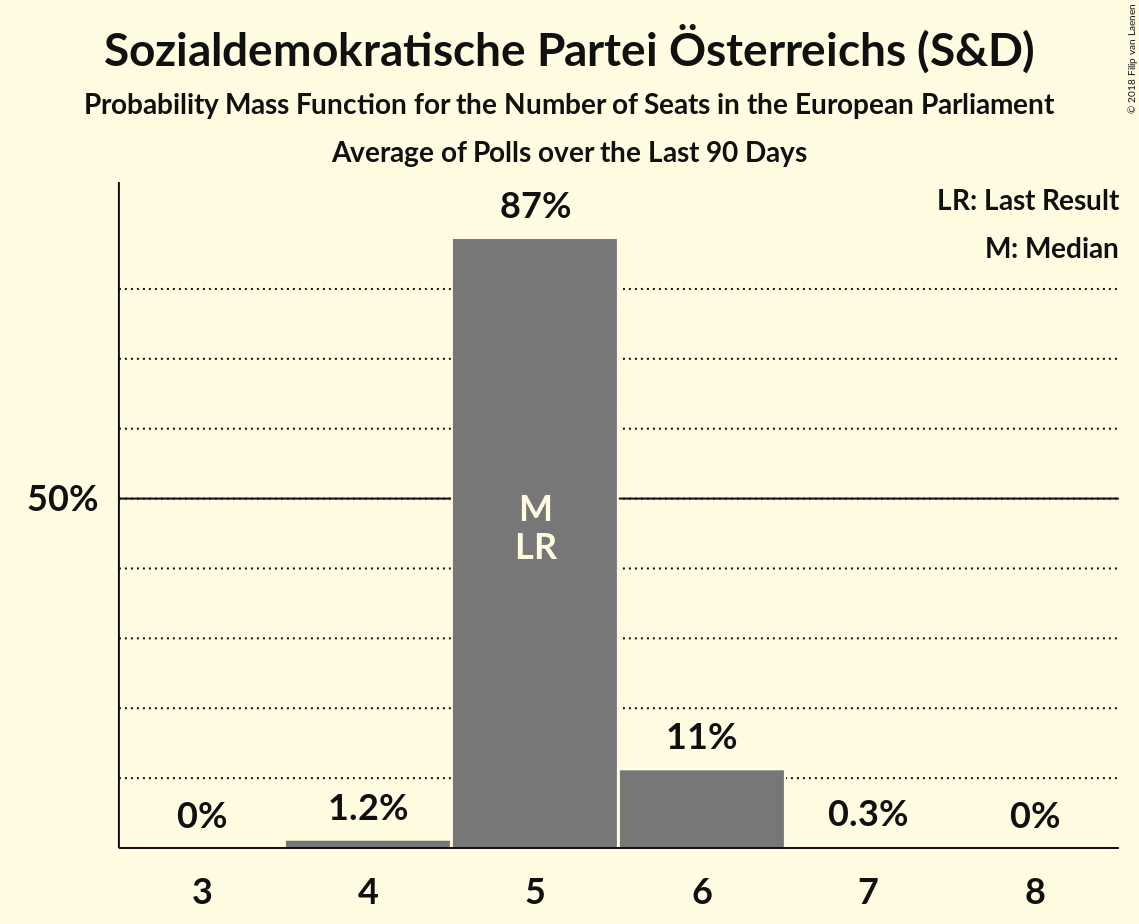 Sozialdemokratische Partei Österreichs (S&D)
Probability Mass Function for the Number of Seats in the European Parliament
Average of Polls over the Last 90 Days
© 2018 Filip van Laenen
LR: Last Result
M: Median
87%
50%
M
LR
11%
0%
1.2%
0.3%
0%
3 4 5 6 7 8